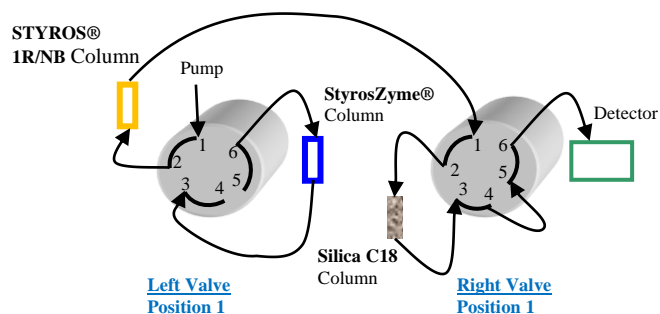 STYROS®
1R/NB Column
Pump
StyrosZyme®
Column
Detector
1
2
3
4
5
6
1
2
3
4
5
6
Silica C18
Column
Left Valve
Position 1
Right Valve
Position 1